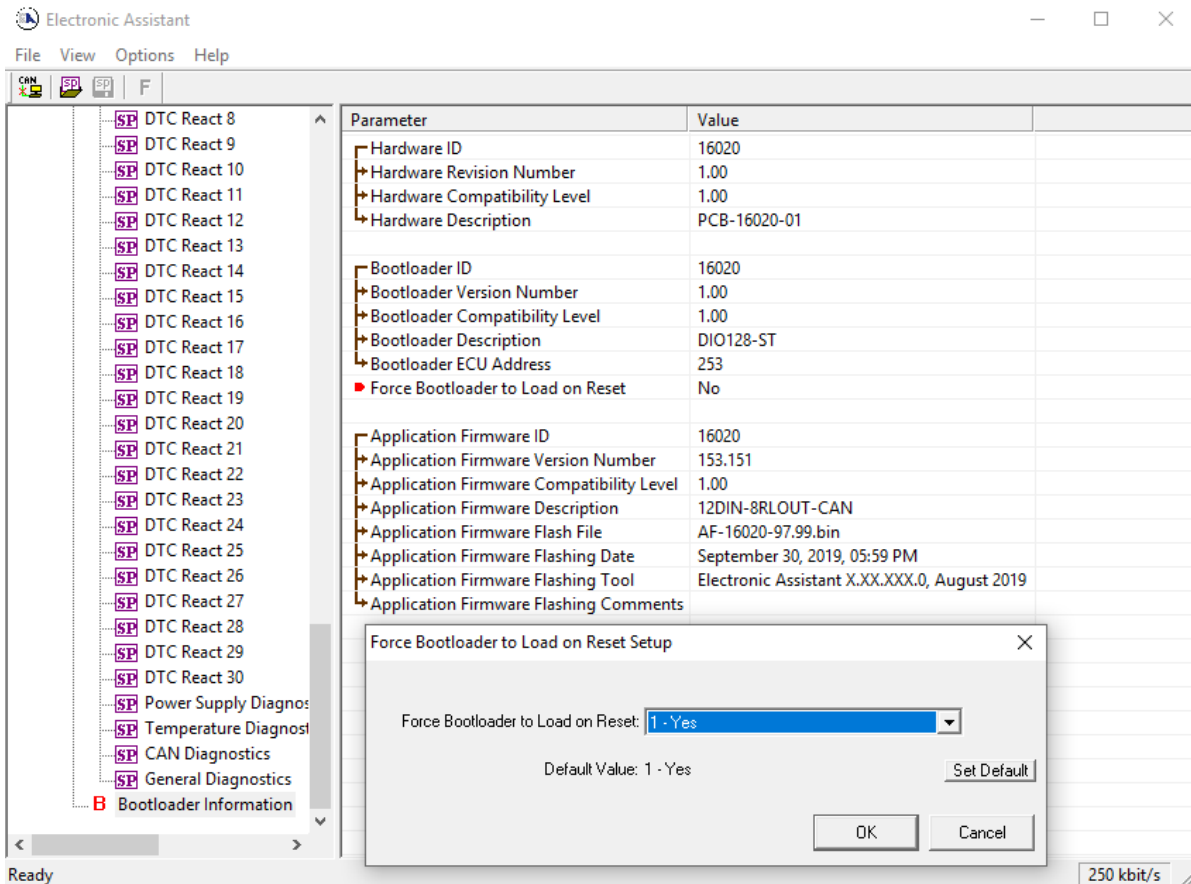 Electronic Assistant
File View Options Help
CAN SP SP F
SP DTC React 8
SP DTC React 9
SP DTC React 10
SP DTC React 11
SP DTC React 12
SP DTC React 13
SP DTC React 14
SP DTC React 15
SP DTC React 16
SP DTC React 17
SP DTC React 18
SP DTC React 19
SP DTC React 20
SP DTC React 21
SP DTC React 22
SP DTC React 23
SP DTC React 24
SP DTC React 25
SP DTC React 26
SP DTC React 27
SP DTC React 28
SP DTC React 29
SP DTC React 30
SP Power Supply Diagnos
SP Temperature Diagnost
SP CAN Diagnostics
SP General Diagnostics
B Bootloader Information
Parameter Value
Hardware ID 16020
Hardware Revision Number 1.00
Hardware Compatibility Level 1.00
Hardware Description PCB-16020-01
Bootloader ID 16020
Bootloader Version Number 1.00
Bootloader Compatibility Level 1.00
Bootloader Description DIO128-ST
Bootloader ECU Address 253
Force Bootloader to Load on Reset No
Application Firmware ID 16020
Application Firmware Version Number 153.151
Application Firmware Compatibility Level 1.00
Application Firmware Description 12DIN-8RLOUT-CAN
Application Firmware Flash File AF-16020-97.99.bin
Application Firmware Flashing Date September 30, 2019, 05:59 PM
Application Firmware Flashing Tool Electronic Assistant X.XX.XXX.0, August 2019
Application Firmware Flashing Comments
Force Bootloader to Load on Reset Setup
Force Bootloader to Load on Reset: 1 - Yes
Default Value: 1 - Yes Set Default
OK Cancel
Ready 250 kbit/s